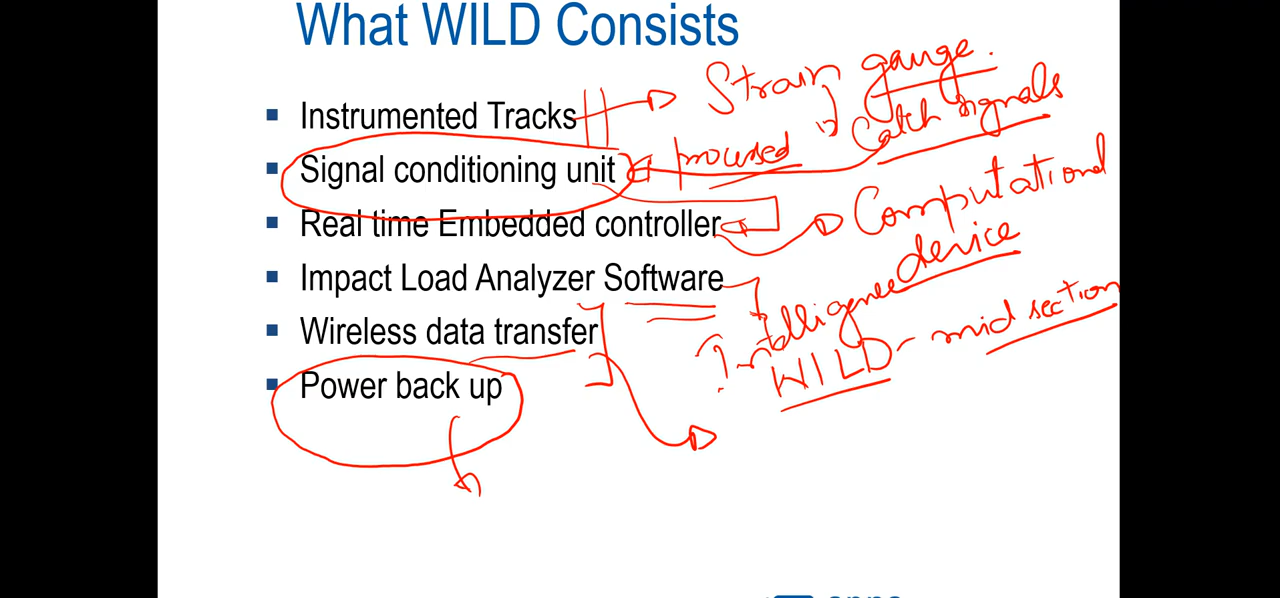 What WILD Consists
Instrumented Tracks
Strain gauge.
Catch signals
Signal conditioning unit
Real time Embedded controller
Computational
device
Impact Load Analyzer Software
Intelligence
Wireless data transfer
WILD - mid section
Power back up